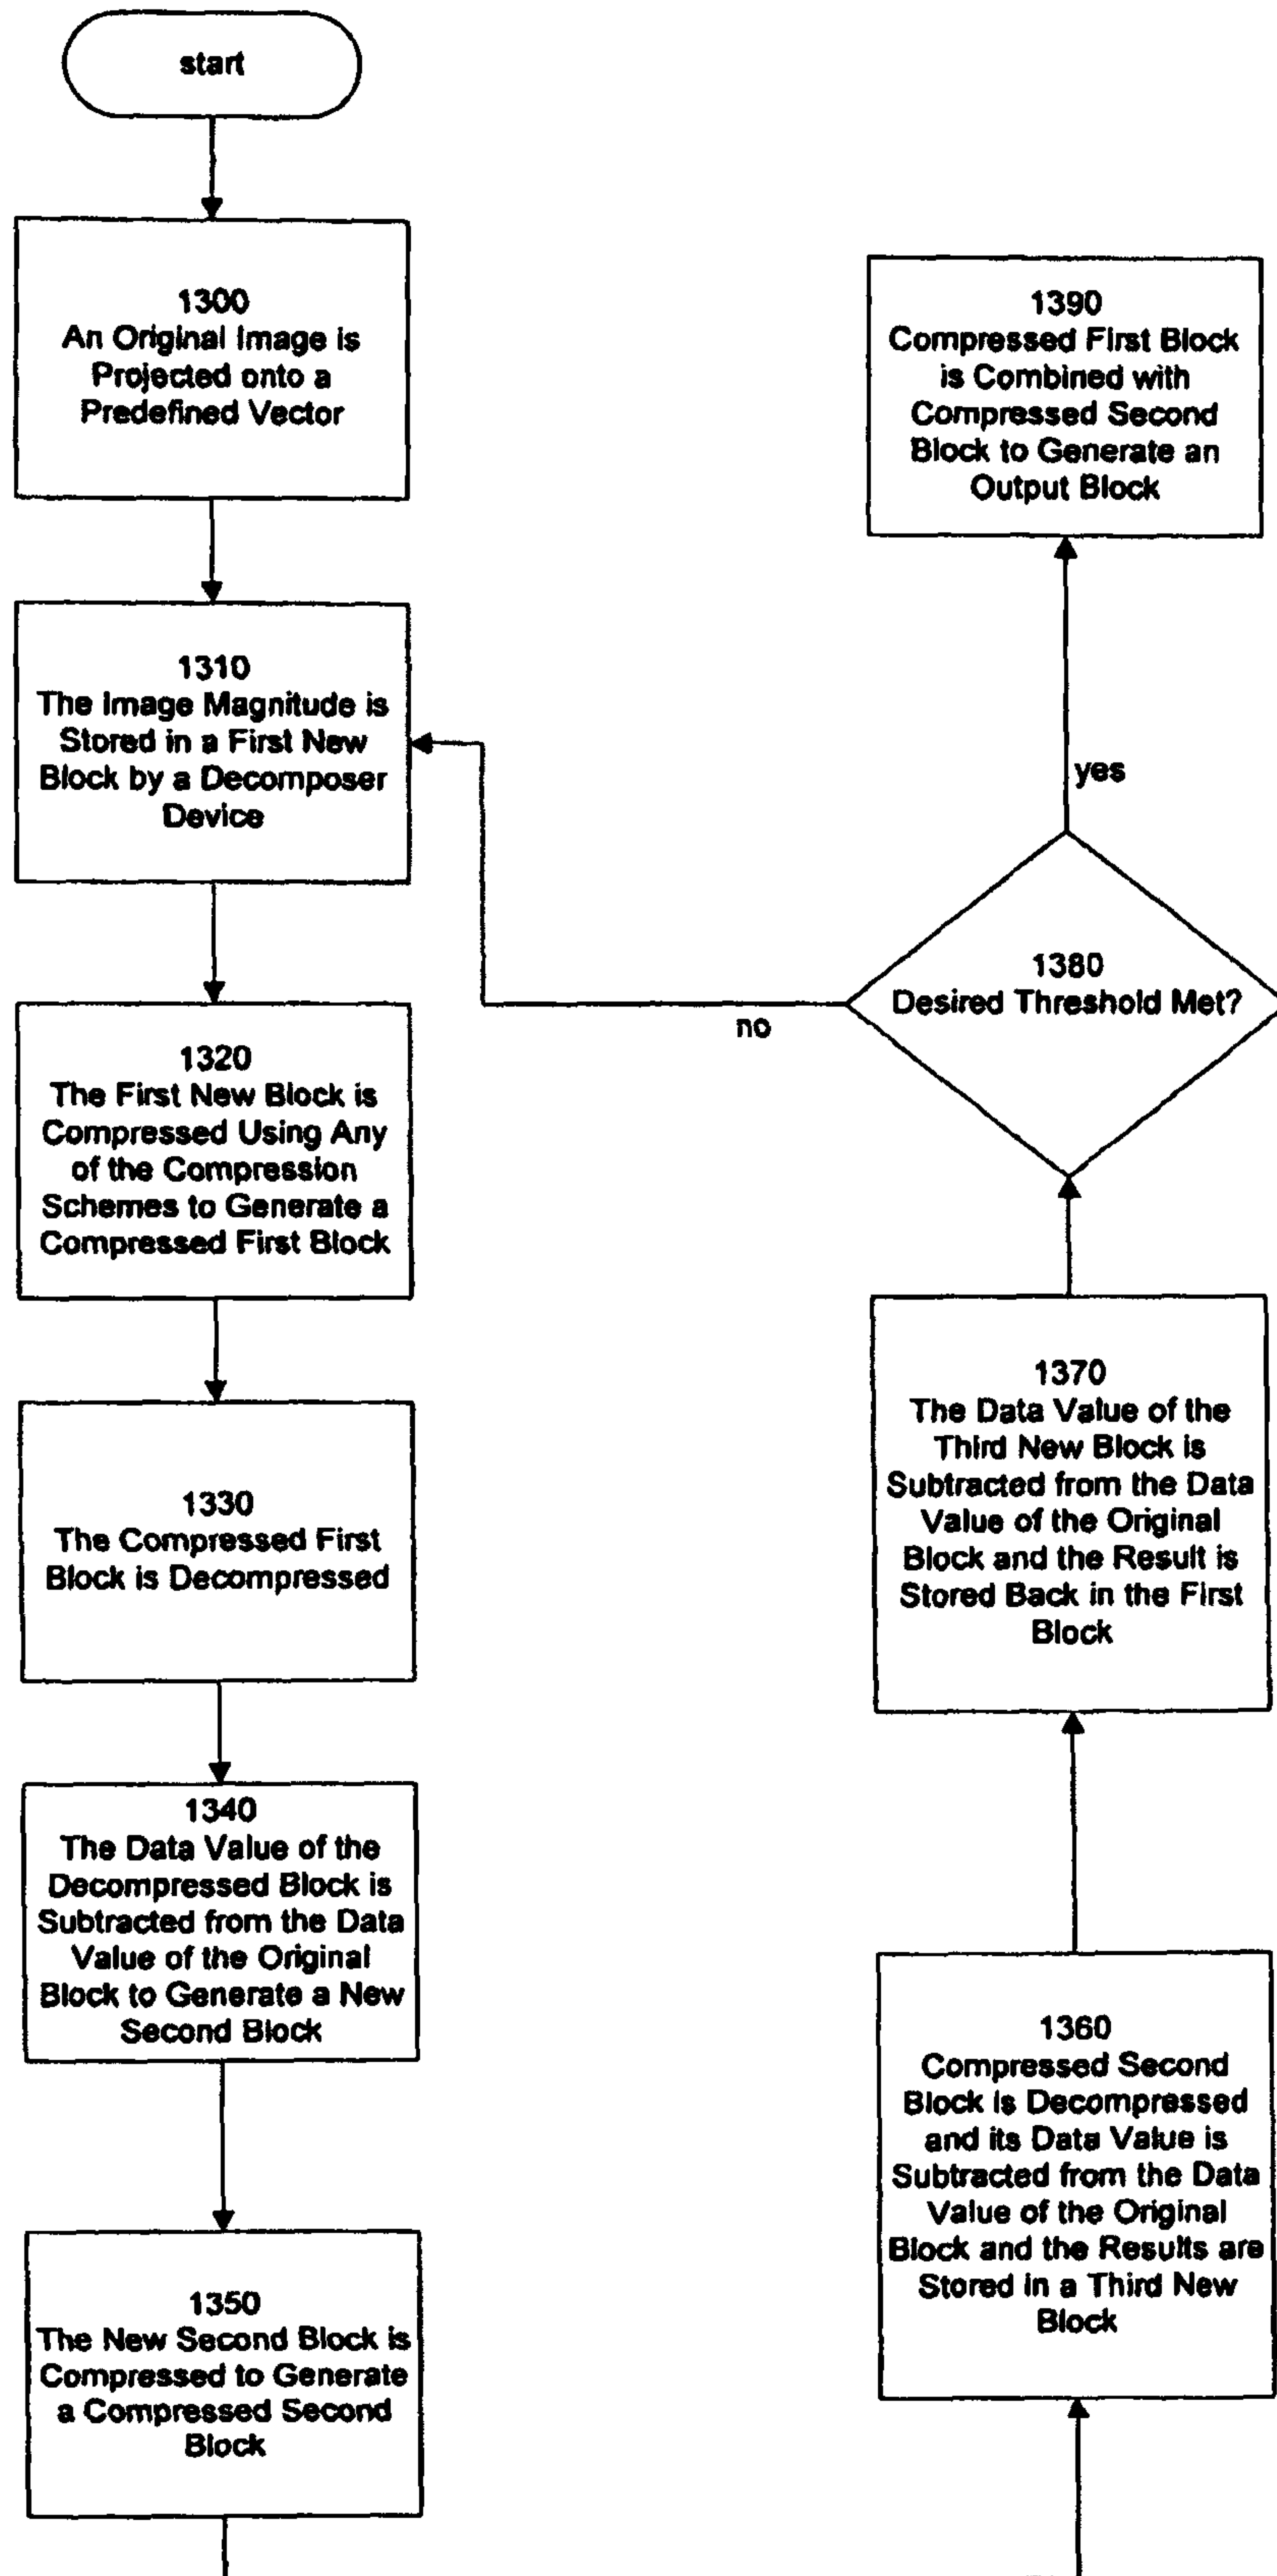 start
1300
An Original Image is
Projected onto a
Predefined Vector
1310
The Image Magnitude is
Stored in a First New
Block by a Decomposer
Device
1320
The First New Block is
Compressed Using Any
of the Compression
Schemes to Generate a
Compressed First Block
1330
The Compressed First
Block is Decompressed
1340
The Data Value of the
Decompressed Block is
Subtracted from the Data
Value of the Original
Block to Generate a New
Second Block
1350
The New Second Block is
Compressed to Generate
a Compressed Second
Block
1360
Compressed Second
Block is Decompressed
and its Data Value is
Subtracted from the Data
Value of the Original
Block and the Results are
Stored in a Third New
Block
1370
The Data Value of the
Third New Block is
Subtracted from the Data
Value of the Original
Block and the Result is
Stored Back in the First
Block
1380
Desired Threshold Met?
no
yes
1390
Compressed First Block
is Combined with
Compressed Second
Block to Generate an
Output Block